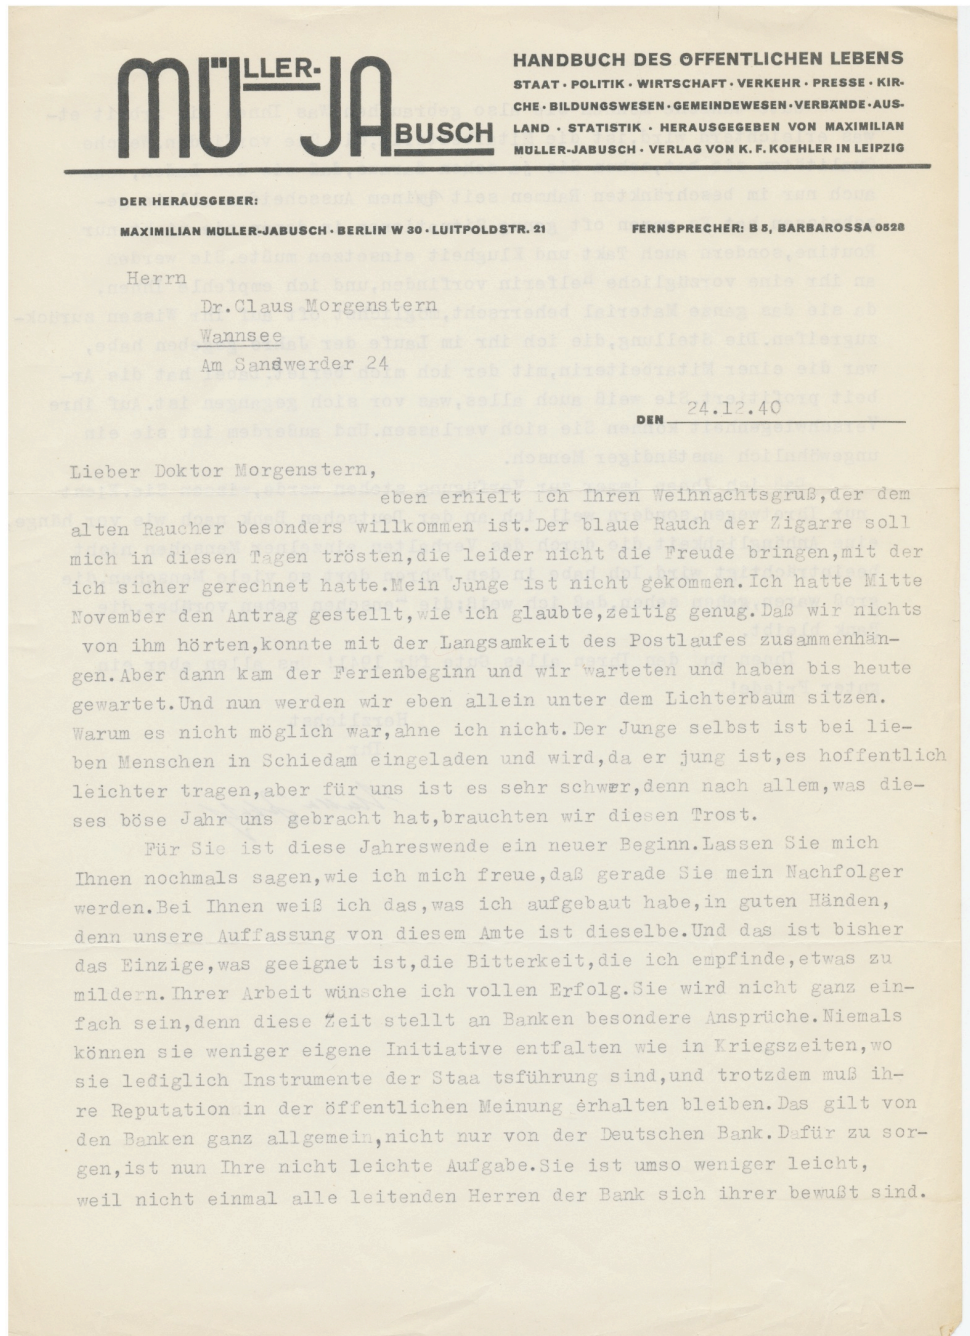 MÜLLER-JABUSCH
HANDBUCH DES ÖFFENTLICHEN LEBENS
STAAT · POLITIK · WIRTSCHAFT · VERKEHR · PRESSE · KIR-
CHE · BILDUNGSWESEN · GEMEINDEWESEN · VERBÄNDE · AUS-
LAND · STATISTIK · HERAUSGEGEBEN VON MAXIMILIAN
MÜLLER-JABUSCH · VERLAG VON K. F. KOEHLER IN LEIPZIG
DER HERAUSGEBER:
MAXIMILIAN MÜLLER-JABUSCH · BERLIN W 30 · LUITPOLDSTR. 21
FERNSPRECHER: B 5, BARBAROSSA 0528
Herrn
Dr.Claus Morgenstern
Wannsee
Am Sandwerder 24
DEN 24.12.40
Lieber Doktor Morgenstern,
eben erhielt ich Ihren Weihnachtsgruß,der dem
alten Raucher besonders willkommen ist.Der blaue Rauch der Zigarre soll
mich in diesen Tagen trösten,die leider nicht die Freude bringen,mit der
ich sicher gerechnet hatte.Mein Junge ist nicht gekommen.Ich hatte Mitte
November den Antrag gestellt,wie ich glaubte,zeitig genug.Daß wir nichts
von ihm hörten,konnte mit der Langsamkeit des Postlaufes zusammenhän-
gen.Aber dann kam der Ferienbeginn und wir warteten und haben bis heute
gewartet.Und nun werden wir eben allein unter dem Lichterbaum sitzen.
Warum es nicht möglich war,ahne ich nicht.Der Junge selbst ist bei lie-
ben Menschen in Schiedam eingeladen und wird,da er jung ist,es hoffentlich
leichter tragen,aber für uns ist es sehr schwer,denn nach allem,was die-
ses böse Jahr uns gebracht hat,brauchten wir diesen Trost.
Für Sie ist diese Jahreswende ein neuer Beginn.Lassen Sie mich
Ihnen nochmals sagen,wie ich mich freue,daß gerade Sie mein Nachfolger
werden.Bei Ihnen weiß ich das,was ich aufgebaut habe,in guten Händen,
denn unsere Auffassung von diesem Amte ist dieselbe.Und das ist bisher
das Einzige,was geeignet ist,die Bitterkeit,die ich empfinde,etwas zu
mildern.Ihrer Arbeit wünsche ich vollen Erfolg.Sie wird nicht ganz ein-
fach sein,denn diese Zeit stellt an Banken besondere Ansprüche.Niemals
können sie weniger eigene Initiative entfalten wie in Kriegszeiten,wo
sie lediglich Instrumente der Staa tsführung sind,und trotzdem muß ih-
re Reputation in der öffentlichen Meinung erhalten bleiben.Das gilt von
den Banken ganz allgemein,nicht nur von der Deutschen Bank.Dafür zu sor-
gen,ist nun Ihre nicht leichte Aufgabe.Sie ist umso weniger leicht,
weil nicht einmal alle leitenden Herren der Bank sich ihrer bewußt sind.